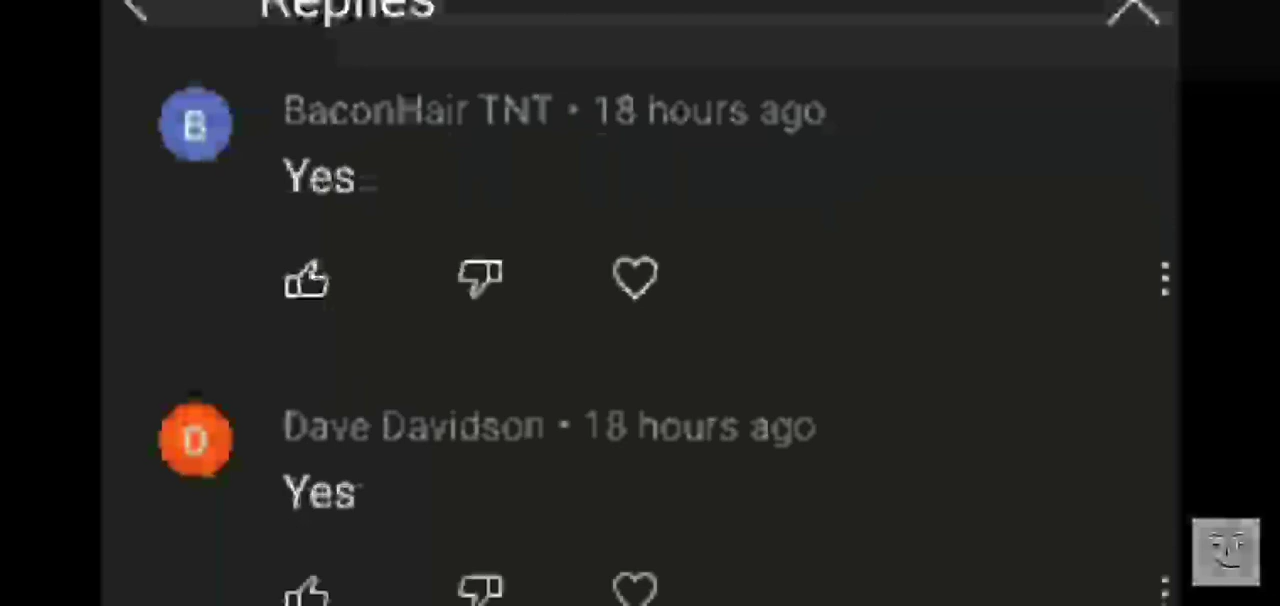 Replies
B
BaconHair TNT • 18 hours ago
Yes
D
Dave Davidson • 18 hours ago
Yes